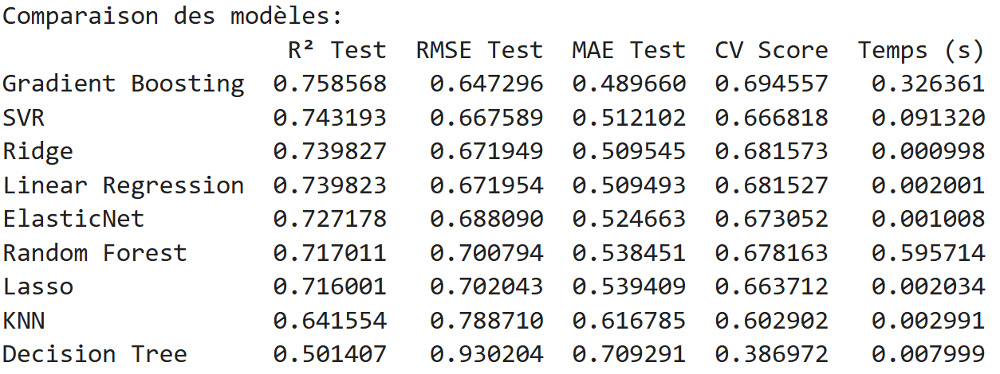 Comparaison des modèles:
R² Test RMSE Test MAE Test CV Score Temps (s)
Gradient Boosting 0.758568 0.647296 0.489660 0.694557 0.326361
SVR 0.743193 0.667589 0.512102 0.666818 0.091320
Ridge 0.739827 0.671949 0.509545 0.681573 0.000998
Linear Regression 0.739823 0.671954 0.509493 0.681527 0.002001
ElasticNet 0.727178 0.688090 0.524663 0.673052 0.001008
Random Forest 0.717011 0.700794 0.538451 0.678163 0.595714
Lasso 0.716001 0.702043 0.539409 0.663712 0.002034
KNN 0.641554 0.788710 0.616785 0.602902 0.002991
Decision Tree 0.501407 0.930204 0.709291 0.386972 0.007999